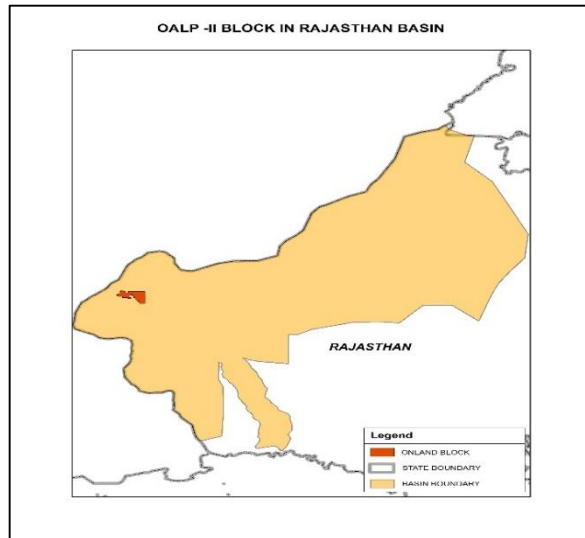 OALP -II BLOCK IN RAJASTHAN BASIN
RAJASTHAN
Legend
ONLAND BLOCK
STATE BOUNDARY
BASIN BOUNDARY